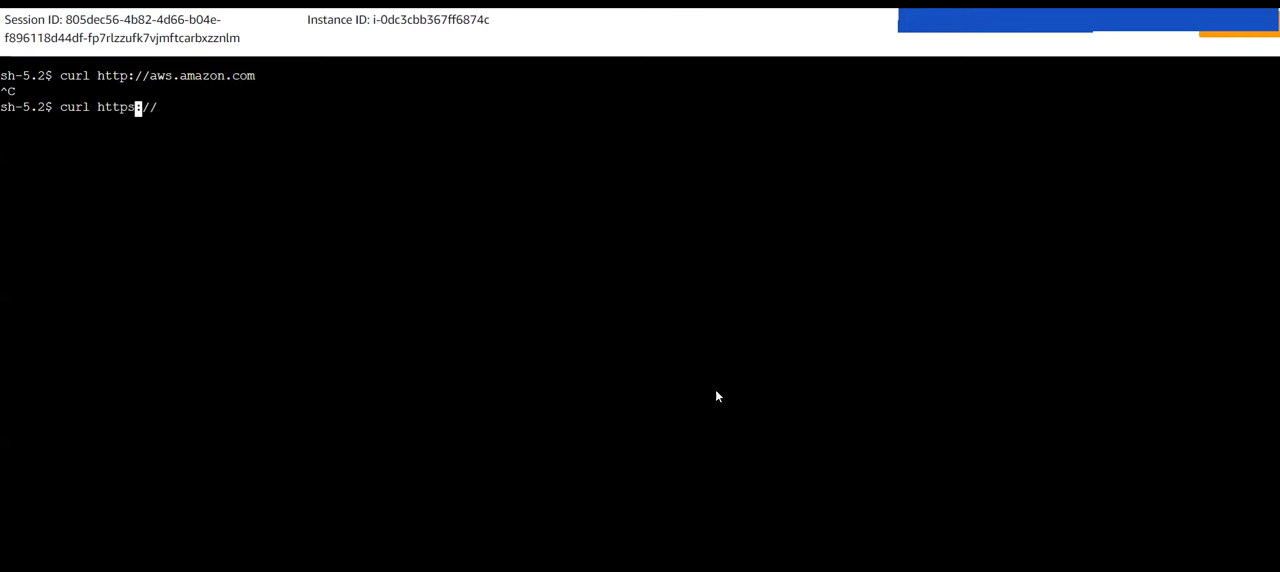 Session ID: 805dec56-4b82-4d66-b04e-
f896118d44df-fp7rlzzufk7vjmftcarbxzznlm
Instance ID: i-0dc3cbb367ff6874c
sh-5.2$ curl http://aws.amazon.com
^C
sh-5.2$ curl https://